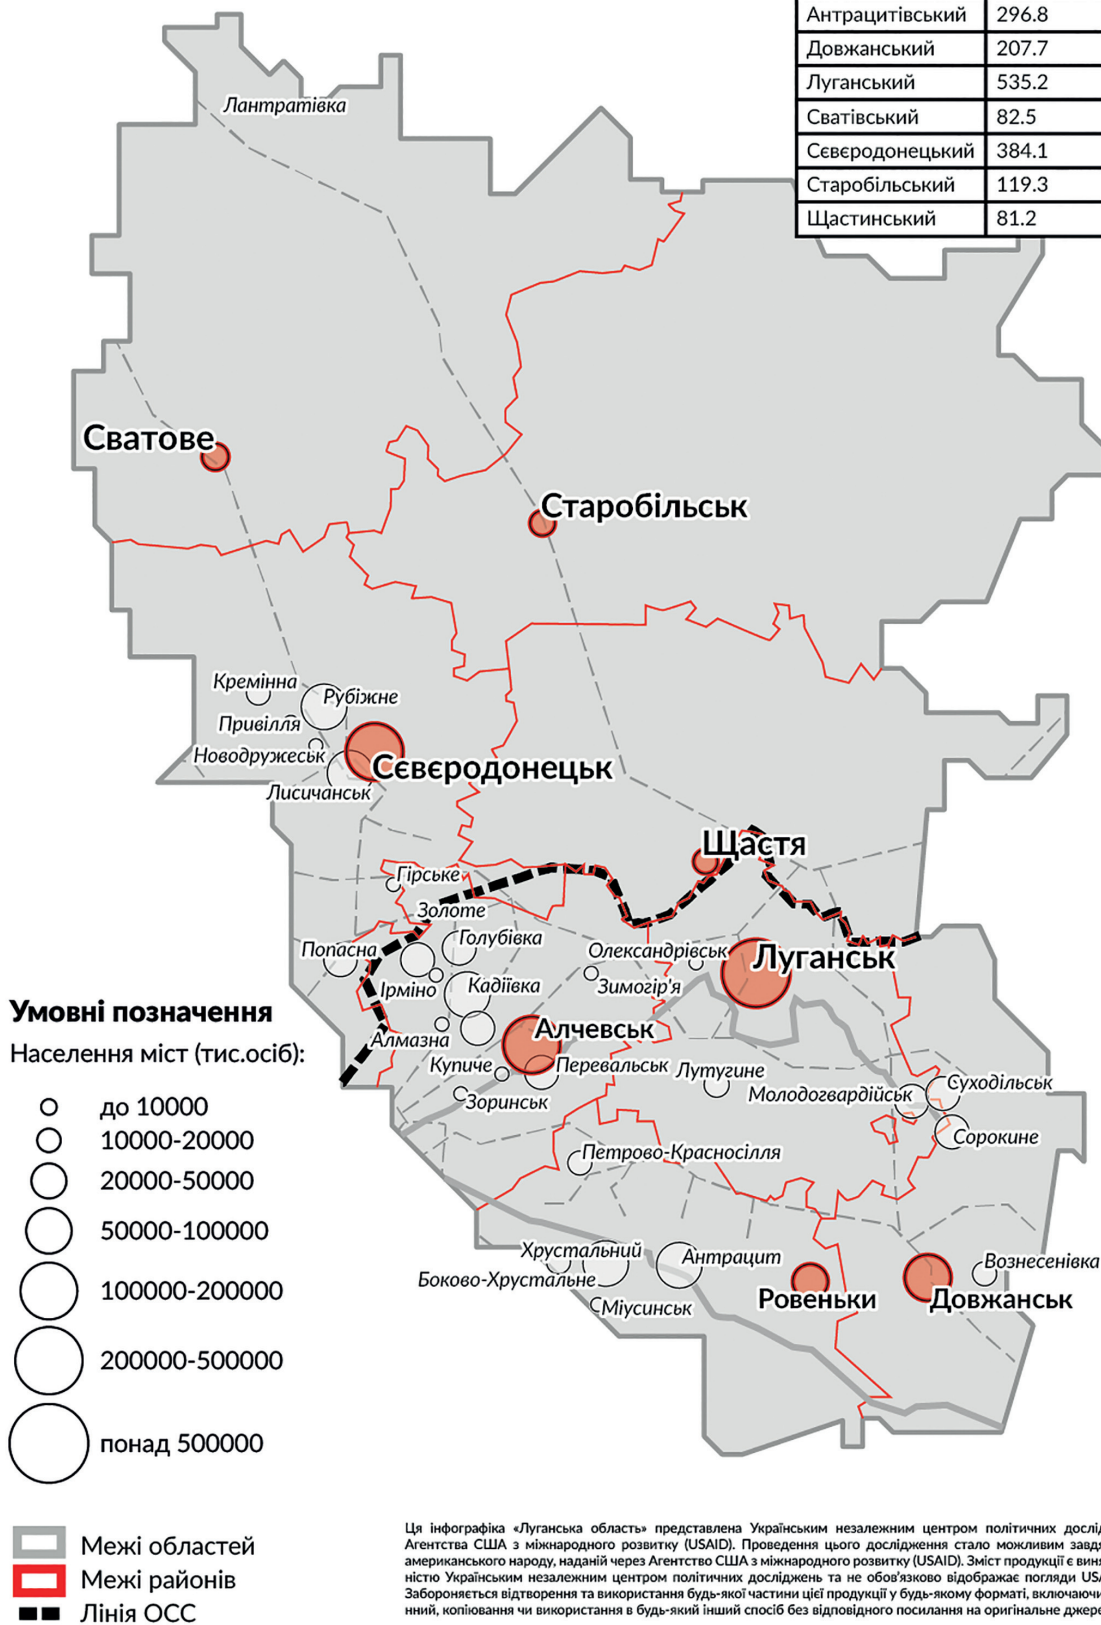 Антрацитівський 296.8
Довжанський 207.7
Луганський 535.2
Сватівський 82.5
Сєвєродонецький 384.1
Старобільський 119.3
Щастинський 81.2
Лантратівка
Сватове
Старобільськ
Кремінна
Рубіжне
Привілля
Новодружеськ
Сєвєродонецьк
Лисичанськ
Щастя
Гірське
Золоте
Голубівка
Попасна
Олександрівськ
Луганськ
Ірміно
Кадіївка
Зимогір'я
Алмазна
Алчевськ
Купиче
Перевальськ
Лутугине
Зоринськ
Молодогвардійськ
Суходільськ
Сорокине
Петрово-Красносілля
Хрустальний
Антрацит
Боково-Хрустальне
Міусинськ
Ровеньки
Довжанськ
Вознесенівка
Умовні позначення
Населення міст (тис.осіб):
до 10000
10000-20000
20000-50000
50000-100000
100000-200000
200000-500000
понад 500000
Межі областей
Межі районів
Лінія ООС
Ця інфографіка «Луганська область» представлена Українським незалежним центром політичних дослід
Агентства США з міжнародного розвитку (USAID). Проведення цього дослідження стало можливим завдя
американського народу, наданій через Агентство США з міжнародного розвитку (USAID). Зміст продукції є вин
ністю Українським незалежним центром політичних досліджень та не обов'язково відображає погляди USA
Забороняється відтворення та використання будь-якої частини цієї продукції у будь-якому форматі, включаючи
нний, копіювання чи використання в будь-який інший спосіб без відповідного посилання на оригінальне джере